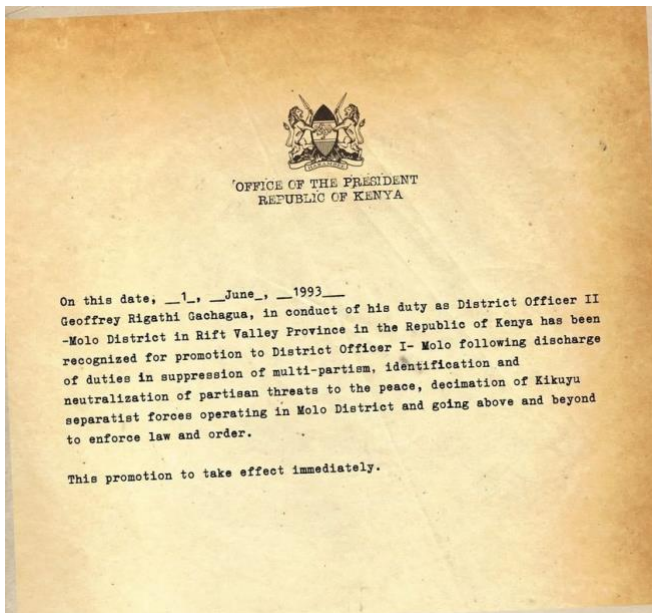 OFFICE OF THE PRESIDENT
REPUBLIC OF KENYA
On this date, __1_, __June_, __1993___
Geoffrey Rigathi Gachagua, in conduct of his duty as District Officer II
-Molo District in Rift Valley Province in the Republic of Kenya has been
recognized for promotion to District Officer I- Molo following discharge
of duties in suppression of multi-partism, identification and
neutralization of partisan threats to the peace, decimation of Kikuyu
separatist forces operating in Molo District and going above and beyond
to enforce law and order.
This promotion to take effect immediately.